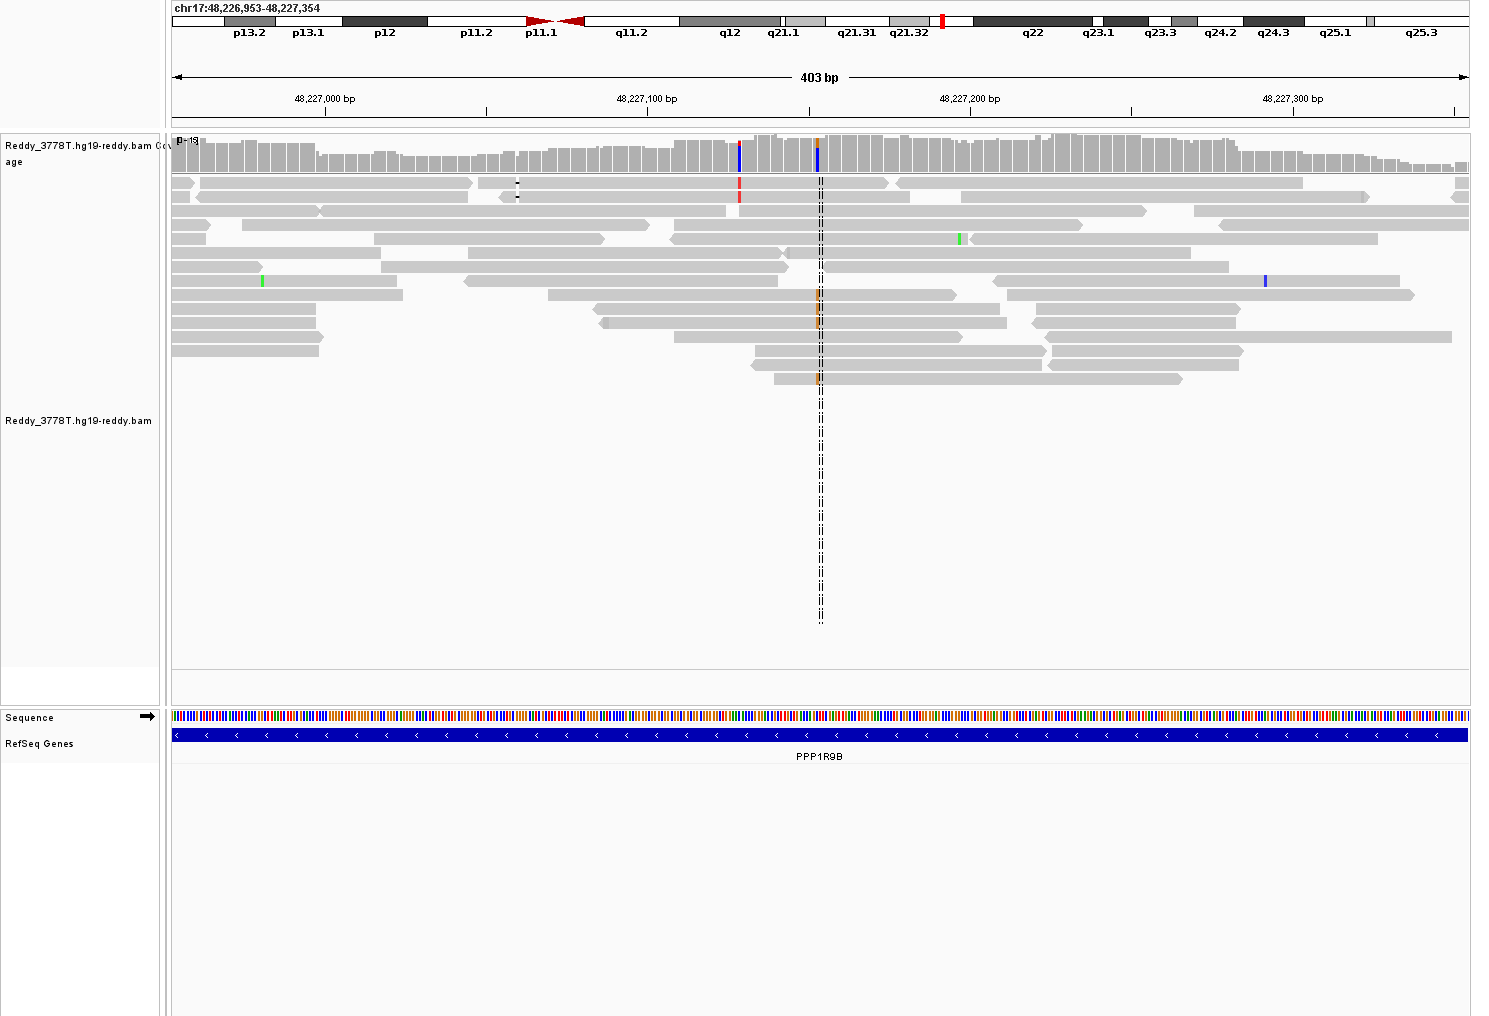 chr17:48,226,953-48,227,354
p13.2 p13.1 p12 p11.2 p11.1 q11.2 q12 q21.1 q21.31 q21.32 q22 q23.1 q23.3 q24.2 q24.3 q25.1 q25.3
403 bp
48,227,000 bp 48,227,100 bp 48,227,200 bp 48,227,300 bp
Reddy_3778T.hg19-reddy.bam Cov
age
Reddy_3778T.hg19-reddy.bam
Sequence
RefSeq Genes
PPP1R9B